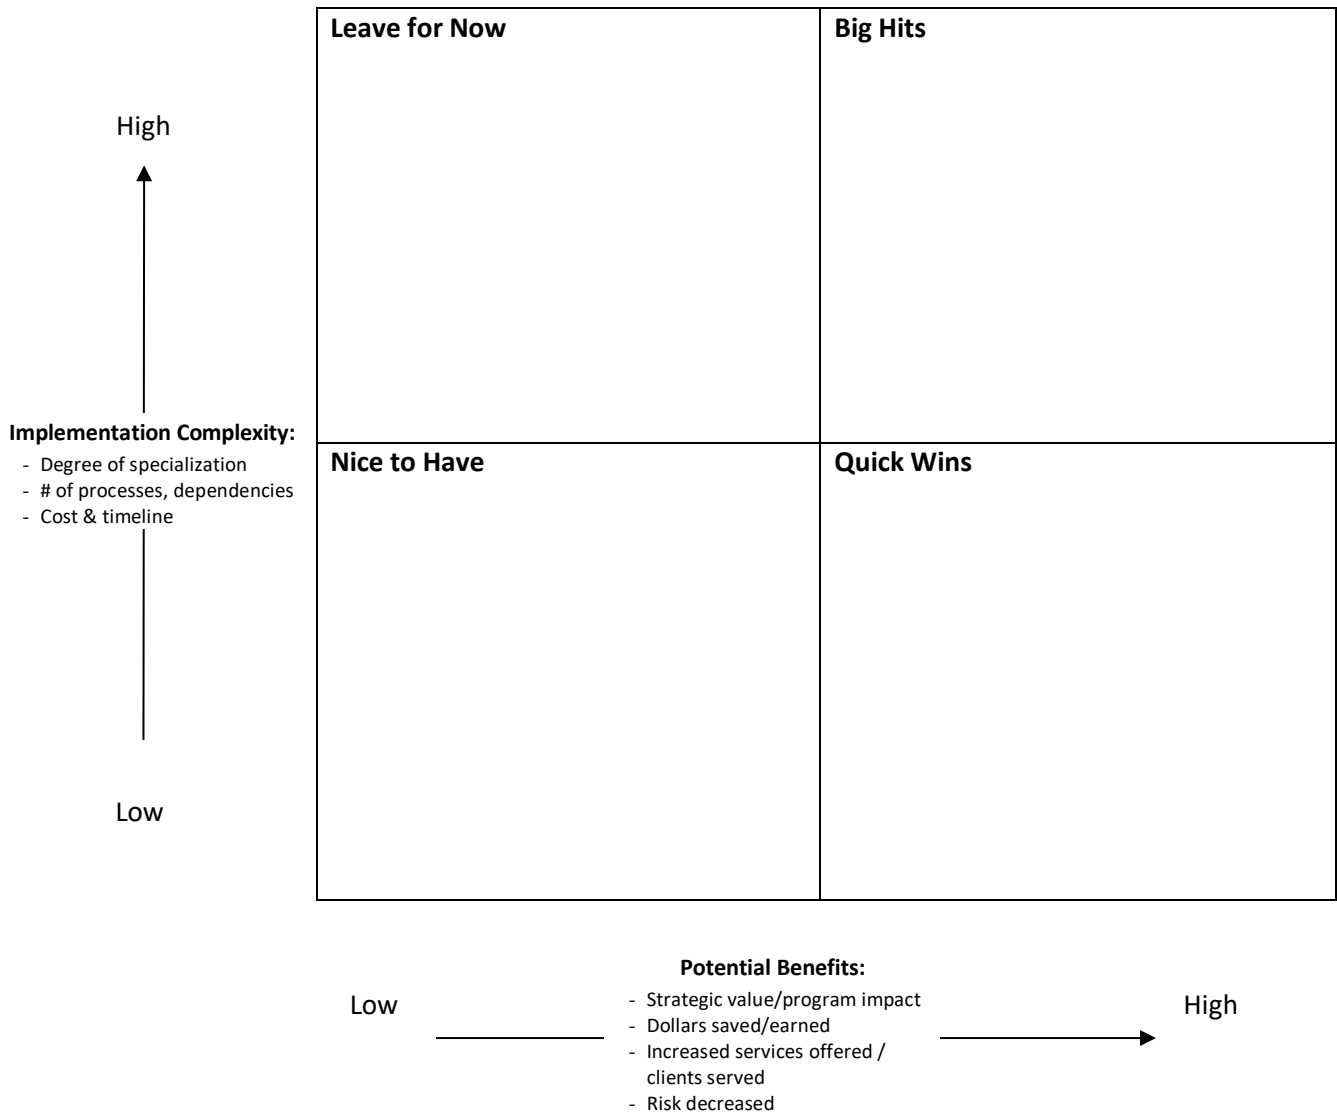 Leave for Now
Big Hits
High
Implementation Complexity:
- Degree of specialization
- # of processes, dependencies
- Cost & timeline
Nice to Have
Quick Wins
Low
Potential Benefits:
Low
- Strategic value/program impact
- Dollars saved/earned
- Increased services offered /
clients served
- Risk decreased
High